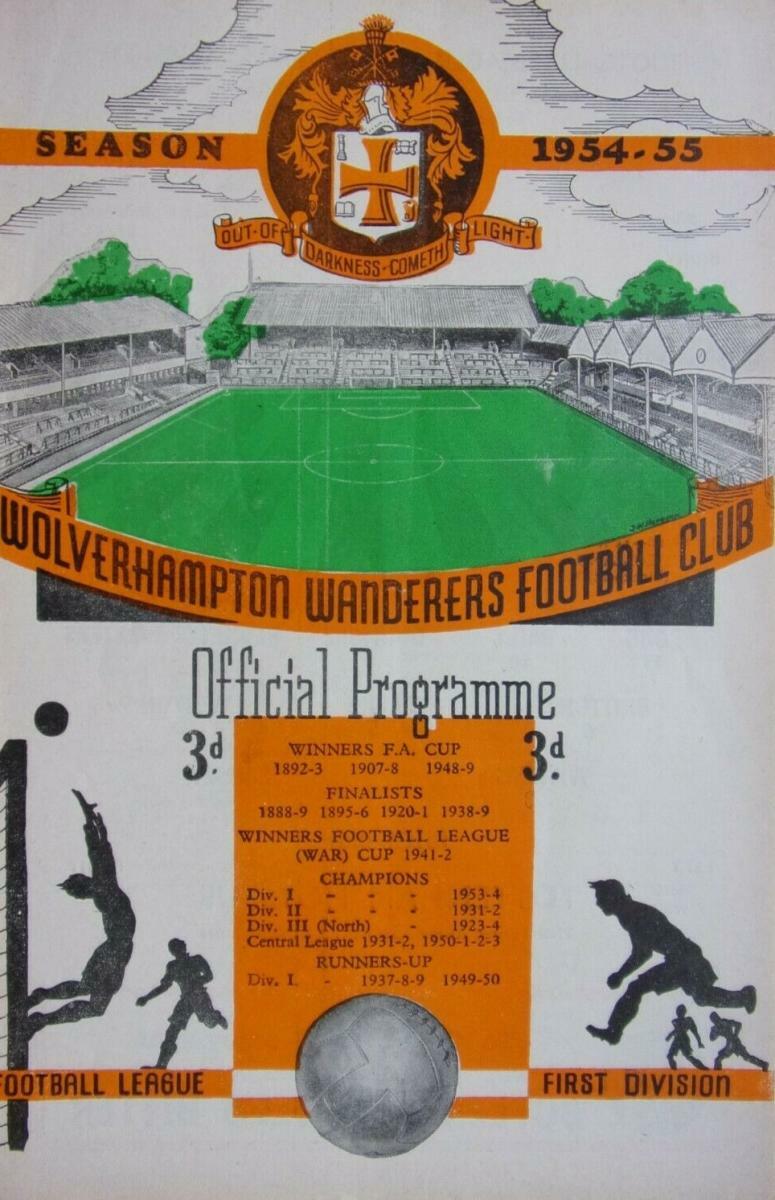 SEASON 1954-55
OUT·OF DARKNESS·COMETH LIGHT·
WOLVERHAMPTON WANDERERS FOOTBALL CLUB
Official Programme
3d. 3d.
WINNERS F.A. CUP
1892-3 1907-8 1948-9
FINALISTS
1888-9 1895-6 1920-1 1938-9
WINNERS FOOTBALL LEAGUE
(WAR) CUP 1941-2
CHAMPIONS
Div. I - - - 1953-4
Div. II - - - 1931-2
Div. III (North) - 1923-4
Central League 1931-2, 1950-1-2-3
RUNNERS-UP
Div. I. - 1937-8-9 1949-50
FOOTBALL LEAGUE FIRST DIVISION